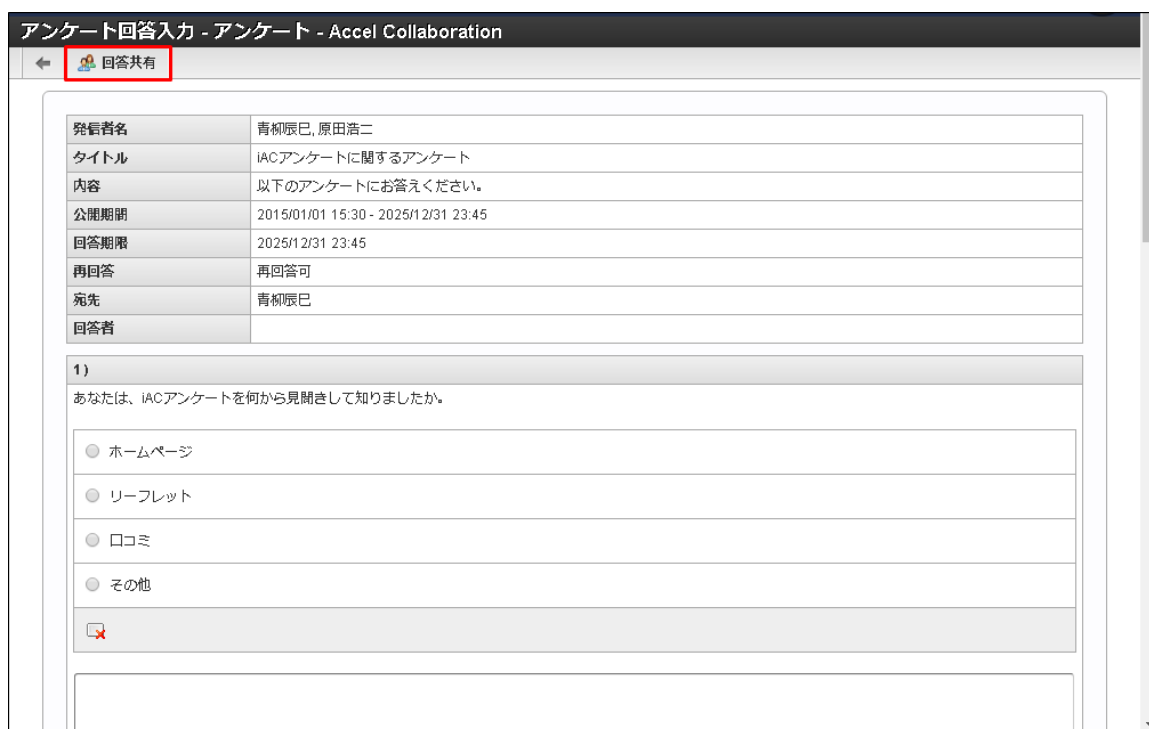 アンケート回答入力 - アンケート - Accel Collaboration
回答共有
発信者名 青柳辰巳, 原田浩二
タイトル iACアンケートに関するアンケート
内容 以下のアンケートにお答えください。
公開期間 2015/01/01 15:30 - 2025/12/31 23:45
回答期限 2025/12/31 23:45
再回答 再回答可
宛先 青柳辰巳
回答者
1)
あなたは、iACアンケートを何から見聞きして知りましたか。
ホームページ
リーフレット
口コミ
その他